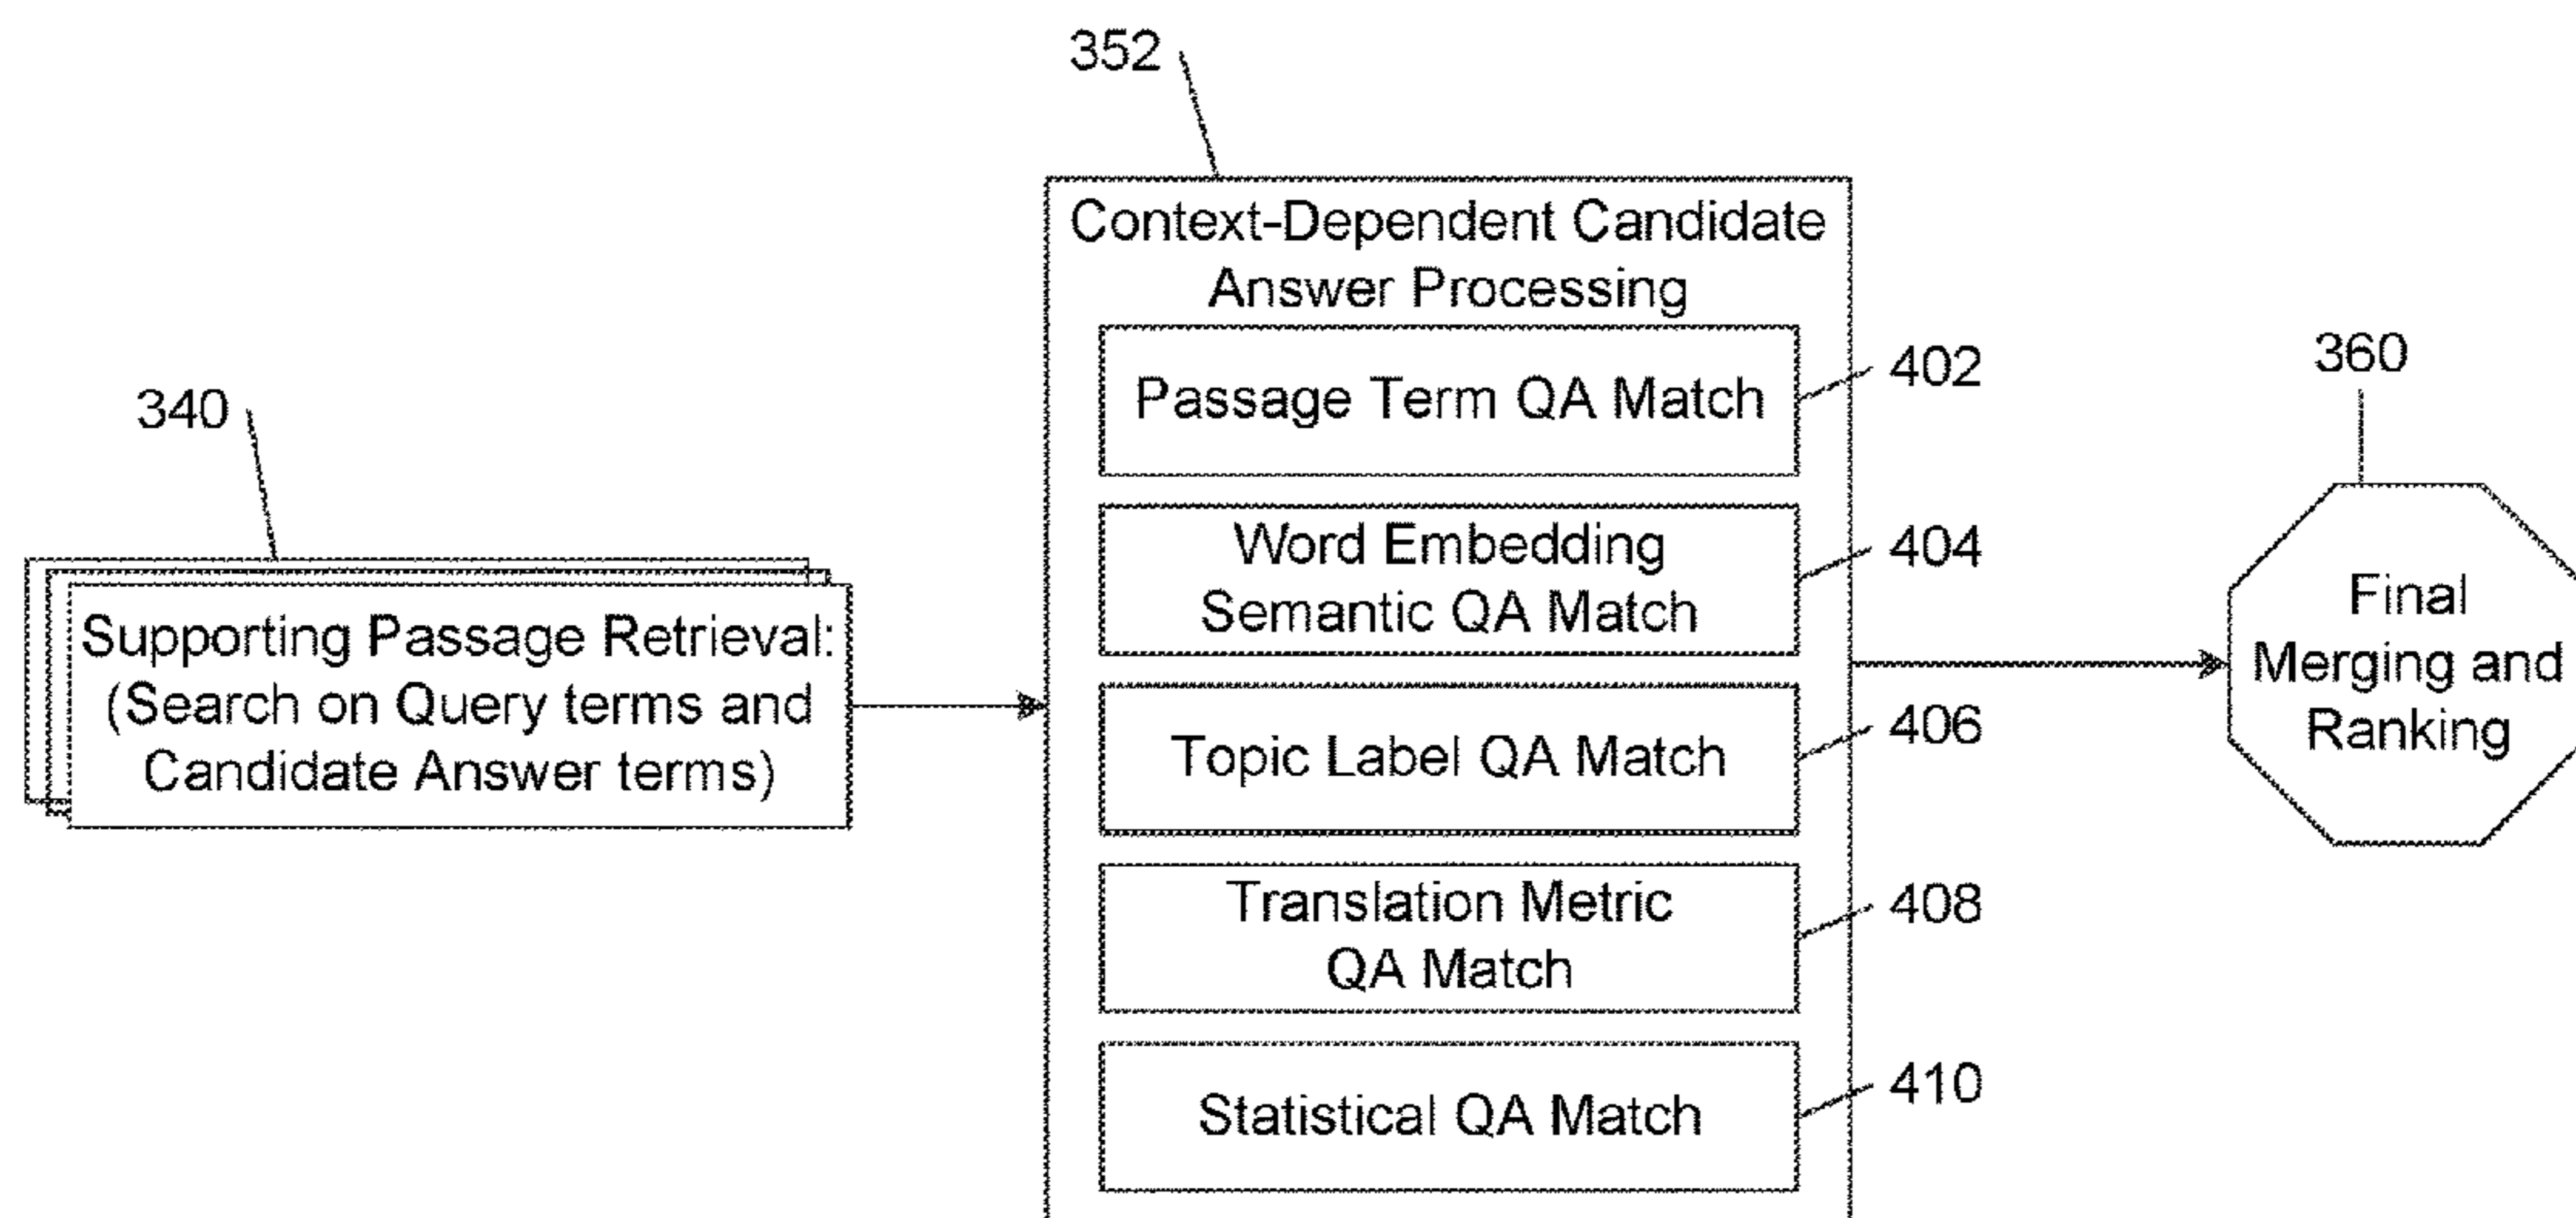 352
Context-Dependent Candidate
Answer Processing
Passage Term QA Match
402
360
340
Word Embedding
Semantic QA Match
404
Supporting Passage Retrieval:
(Search on Query terms and
Candidate Answer terms)
Topic Label QA Match
406
Final
Merging and
Ranking
Translation Metric
QA Match
408
Statistical QA Match
410